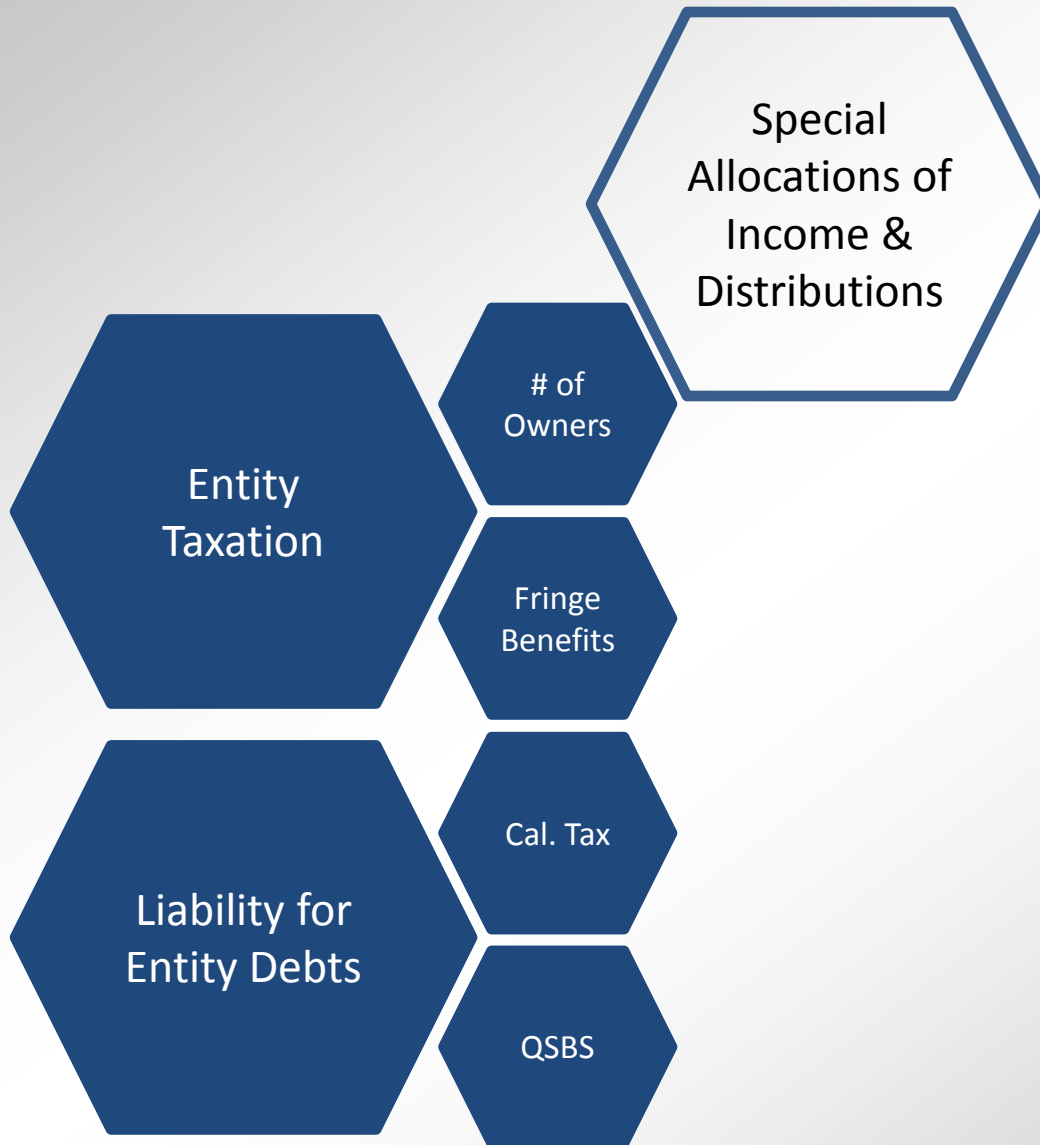 Special
Allocations of
Income &
Distributions
# of
Owners
Entity
Taxation
Fringe
Benefits
Cal. Tax
Liability for
Entity Debts
QSBS